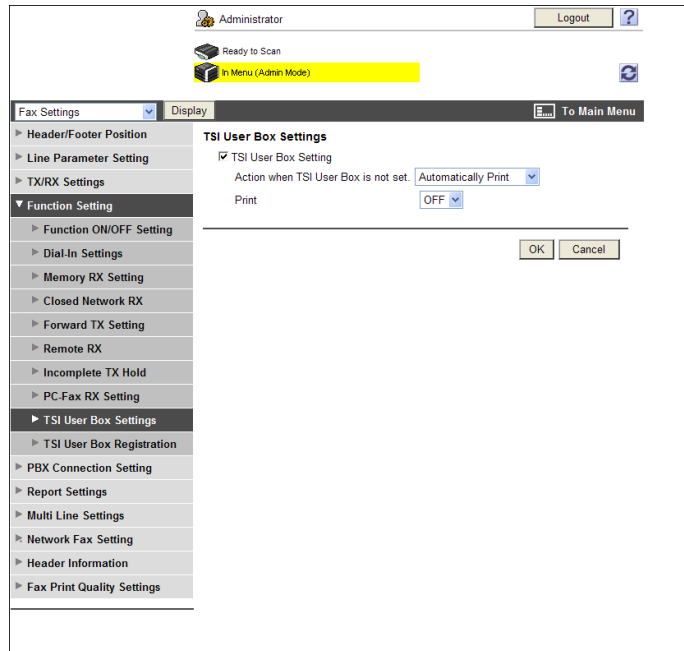 Administrator
Logout
?
Ready to Scan
In Menu (Admin Mode)
Fax Settings
Display
To Main Menu
Header/Footer Position
Line Parameter Setting
TX/RX Settings
Function Setting
Function ON/OFF Setting
Dial-In Settings
Memory RX Setting
Closed Network RX
Forward TX Setting
Remote RX
Incomplete TX Hold
PC-Fax RX Setting
TSI User Box Settings
TSI User Box Registration
PBX Connection Setting
Report Settings
Multi Line Settings
Network Fax Setting
Header Information
Fax Print Quality Settings
TSI User Box Settings
TSI User Box Setting
Action when TSI User Box is not set. Automatically Print
Print OFF
OK Cancel